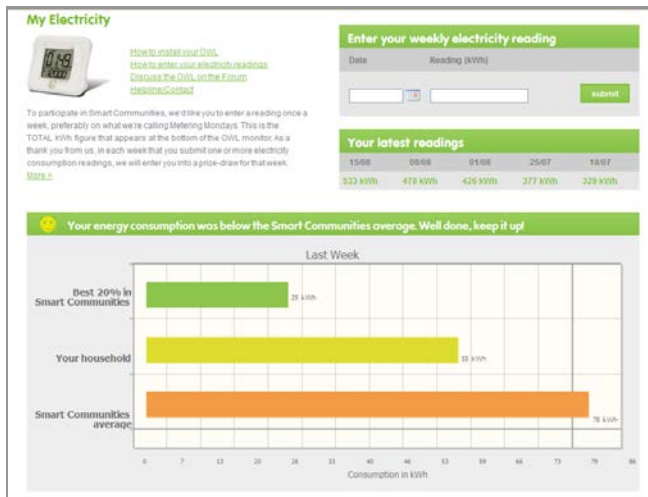 My Electricity
How to install your OWL
How to enter your electricity readings
Discuss the OWL on the Forum
Helpline/Contact
To participate in Smart Communities, we'd like you to enter a reading once a
week, preferably on what we're calling Metering Mondays. This is the
TOTAL kWh figure that appears at the bottom of the OWL monitor. As a
thank you from us, in each week that you submit one or more electricity
consumption readings, we will enter you into a prize-draw for that week.
More >
Enter your weekly electricity reading
Date Reading (kWh)
submit
Your latest readings
15/08 08/08 01/08 25/07 18/07
533 kWh 478 kWh 426 kWh 377 kWh 329 kWh
Your energy consumption was below the Smart Communities average. Well done, keep it up!
Last Week
Best 20% in
Smart Communities
25 kWh
Your household
55 kWh
Smart Communities
average
78 kWh
0 7 13 20 26 33 40 46 53 59 66 73 79 86
Consumption in kWh